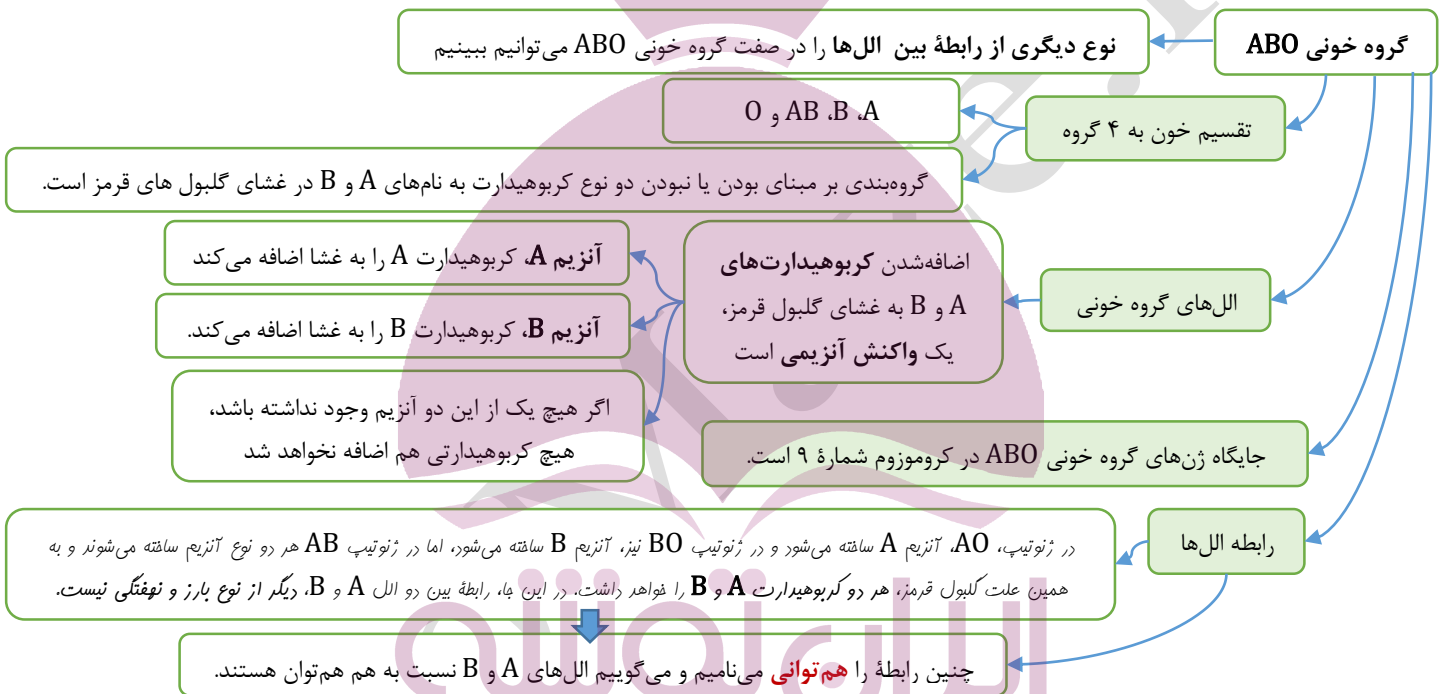 گروه خونی ABO
نوع دیگری از رابطهٔ بین الل‌ها را در صفت گروه خونی ABO می‌توانیم ببینیم
تقسیم خون به ۴ گروه
A، B، AB و O
گروه‌بندی بر مبنای بودن یا نبودن دو نوع کربوهیدارت به نام‌های A و B در غشای گلبول های قرمز است.
الل‌های گروه خونی
اضافه‌شدن کربوهیدارت‌های
A و B به غشای گلبول قرمز،
یک واکنش آنزیمی است
آنزیم A، کربوهیدارت A را به غشا اضافه می‌کند
آنزیم B، کربوهیدارت B را به غشا اضافه می‌کند.
اگر هیچ یک از این دو آنزیم وجود نداشته باشد،
هیچ کربوهیدارتی هم اضافه نخواهد شد
جایگاه ژن‌های گروه خونی ABO در کروموزوم شمارهٔ ۹ است.
رابطه الل‌ها
در ژنوتیپ، AO، آنزیم A ساخته می‌شود و در ژنوتیپ BO نیز، آنزیم B ساخته می‌شود، اما در ژنوتیپ AB هر دو نوع آنزیم ساخته می‌شوند و به
همین علت گلبول قرمز، هر دو کربوهیدارت A و B را خواهد داشت. در این جا، رابطهٔ بین دو الل A و B، دیگر از نوع بارز و نهفتگی نیست.
چنین رابطهٔ را هم‌توانی می‌نامیم و می‌گوییم الل‌های A و B نسبت به هم هم‌توان هستند.
ایران توشه